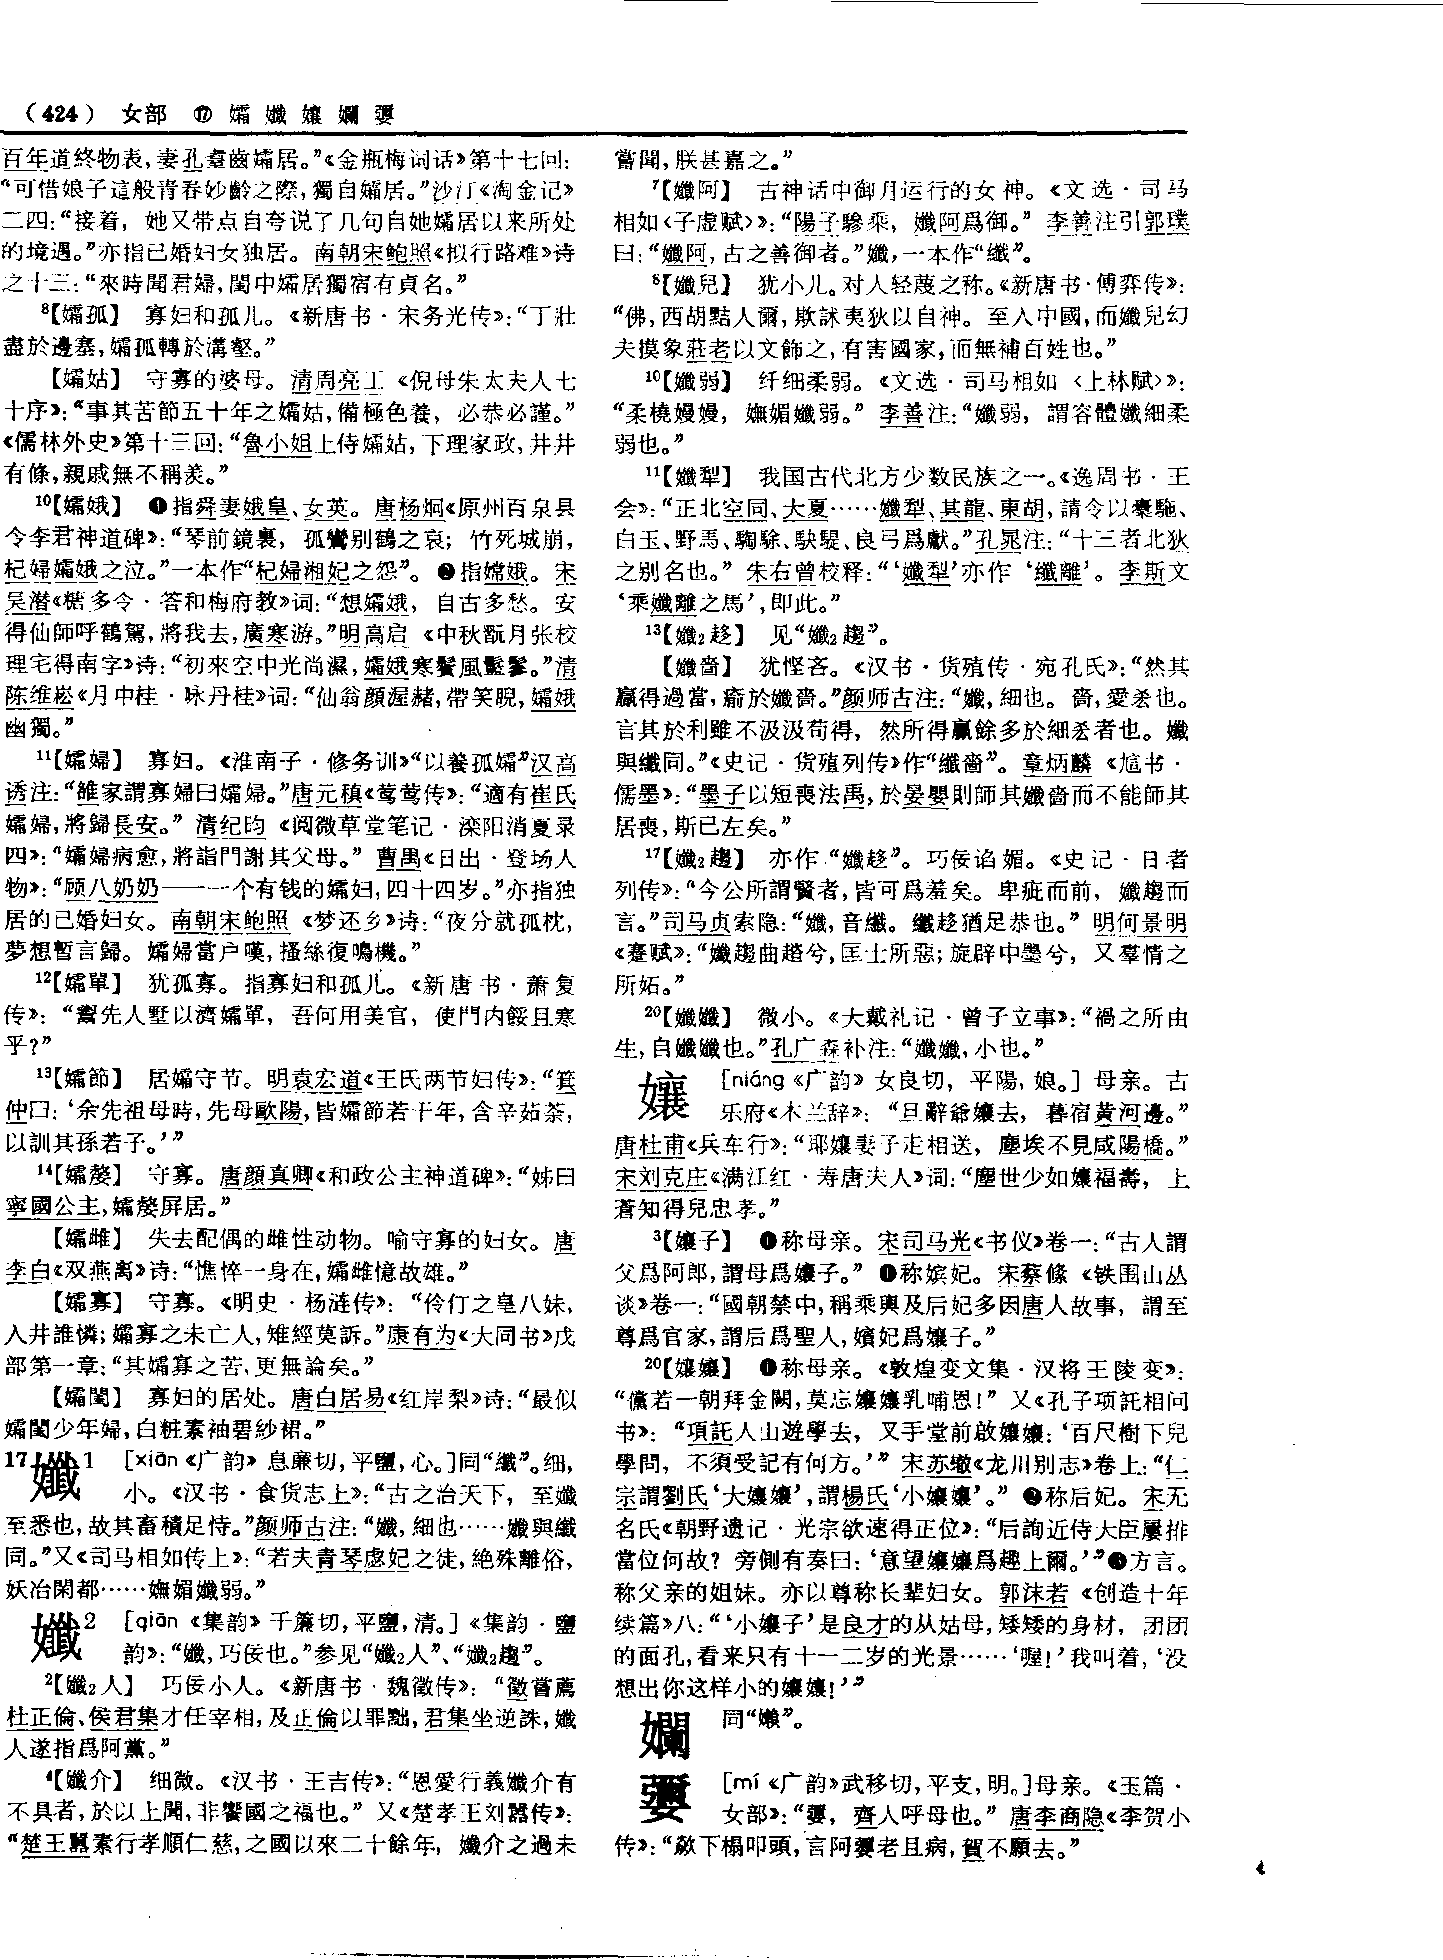 （424） 女部 ⑰ 孀 孅 孃 孄 㜷
百年道終物表，妻孔耋齒孀居。”《金瓶梅词话》第十七回：
“可惜娘子這般青春妙齡之際，獨自孀居。”沙汀《淘金记》
二四：“接着，她又带点自夸说了几句自她孀居以来所处
的境遇。”亦指已婚妇女独居。南朝宋鲍照《拟行路难》诗
之十三：“來時聞君婦，閨中孀居獨宿有貞名。”
8【孀孤】 寡妇和孤儿。《新唐书·宋务光传》：“丁壯
盡於邊塞，孀孤轉於溝壑。”
【孀姑】 守寡的婆母。清周亮工《倪母朱太夫人七
十序》：“事其苦節五十年之孀姑，備極色養，必恭必謹。”
《儒林外史》第十三回：“魯小姐上侍孀姑，下理家政，井井
有條，親戚無不稱羨。”
10【孀娥】 ❶指舜妻娥皇、女英。唐杨炯《原州百泉县
令李君神道碑》：“琴前鏡裏，孤鸞别鶴之哀；竹死城崩，
杞婦孀娥之泣。”一本作“杞婦湘妃之怨”。❷指嫦娥。宋
吴潜《糖多令·答和梅府教》词：“想孀娥，自古多愁。安
得仙師呼鶴駕，將我去，廣寒游。”明高启《中秋翫月张校
理宅得南字》诗：“初來空中光尚濕，孀娥寒鬢風鬖鬖。”清
陈维崧《月中桂·咏丹桂》词：“仙翁顔渥赭，帶笑睨，孀娥
幽獨。”
11【孀婦】 寡妇。《淮南子·修务训》“以養孤孀”汉高
诱注：“雒家謂寡婦曰孀婦。”唐元稹《莺莺传》：“適有崔氏
孀婦，將歸長安。”清纪昀《阅微草堂笔记·滦阳消夏录
四》：“孀婦病愈，將詣門謝其父母。”曹禺《日出·登场人
物》：“顾八奶奶——一个有钱的孀妇，四十四岁。”亦指独
居的已婚妇女。南朝宋鲍照《梦还乡》诗：“夜分就孤枕，
夢想暫言歸。孀婦當户嘆，搔絲復鳴機。”
12【孀單】 犹孤寡。指寡妇和孤儿。《新唐书·萧复
传》：“鬻先人墅以濟孀單，吾何用美官，使門内餒且寒
乎？”
13【孀節】 居孀守节。明袁宏道《王氏两节妇传》：“箕
仲曰：‘余先祖母時，先母歐陽，皆孀節若干年，含辛茹荼，
以訓其孫若子。’”
14【孀嫠】 守寡。唐颜真卿《和政公主神道碑》：“姊曰
寧國公主，孀嫠屏居。”
【孀雌】 失去配偶的雌性动物。喻守寡的妇女。唐
李白《双燕离》诗：“憔悴一身在，孀雌憶故雄。”
【孀寡】 守寡。《明史·杨涟传》：“伶仃之皇八妹，
入井誰憐；孀寡之未亡人，雉經莫訴。”康有为《大同书》戊
部第一章：“其孀寡之苦，更無論矣。”
【孀閨】 寡妇的居处。唐白居易《红岸梨》诗：“最似
孀閨少年婦，白粧素袖碧紗裙。”
17孅1 ［xiān《广韵》息廉切，平鹽，心。］同“纖”。细，
小。《汉书·食货志上》：“古之治天下，至孅
至悉也，故其畜積足恃。”颜师古注：“孅，細也……孅與纖
同。”又《司马相如传上》：“若夫青琴虙妃之徒，絶殊離俗，
妖冶閑都……嫵媚孅弱。”
孅2 ［qiān《集韵》千廉切，平鹽，清。］《集韵·鹽
韵》：“孅，巧佞也。”参见“孅₂人”、“孅₂趨”。
2【孅₂人】 巧佞小人。《新唐书·魏徵传》：“徵嘗薦
杜正倫、侯君集才任宰相，及正倫以罪黜，君集坐逆誅，孅
人遂指爲阿黨。”
4【孅介】 细微。《汉书·王吉传》：“恩愛行義孅介有
不具者，於以上聞，非饗國之福也。”又《楚孝王刘嚣传》：
“楚王囂素行孝順仁慈，之國以來二十餘年，孅介之過未
嘗聞，朕甚嘉之。”
7【孅阿】 古神话中御月运行的女神。《文选·司马
相如〈子虚赋〉》：“陽子驂乘，孅阿爲御。”李善注引郭璞
曰：“孅阿，古之善御者。”孅，一本作“纖”。
8【孅兒】 犹小儿。对人轻蔑之称。《新唐书·傅弈传》：
“佛，西胡黠人爾，欺訹夷狄以自神。至入中國，而孅兒幻
夫摸象莊老以文飾之，有害國家，而無補百姓也。”
10【孅弱】 纤细柔弱。《文选·司马相如〈上林赋〉》：
“柔橈嫚嫚，嫵媚孅弱。”李善注：“孅弱，謂容體孅細柔
弱也。”
11【孅犁】 我国古代北方少数民族之一。《逸周书·王
会》：“正北空同、大夏……孅犁、其龍、東胡，請令以橐駞、
白玉、野馬、騊駼、駃騠、良弓爲獻。”孔晁注：“十三者北狄
之别名也。”朱右曾校释：“‘孅犁’亦作‘纖離’。李斯文
‘乘孅離之馬’，即此。”
13【孅₂趍】 见“孅₂趨”。
【孅嗇】 犹悭吝。《汉书·货殖传·宛孔氏》：“然其
贏得過當，瘉於孅嗇。”颜师古注：“孅，細也。嗇，愛吝也。
言其於利雖不汲汲苟得，然所得贏餘多於細吝者也。孅
與纖同。”《史记·货殖列传》作“纖嗇”。章炳麟《訄书·
儒墨》：“墨子以短喪法禹，於晏嬰則師其孅嗇而不能師其
居喪，斯已左矣。”
17【孅₂趨】 亦作“孅趍”。巧佞谄媚。《史记·日者
列传》：“今公所謂賢者，皆可爲羞矣。卑疵而前，孅趨而
言。”司马贞索隐：“孅，音纖。纖趍猶足恭也。”明何景明
《蹇赋》：“孅趨曲趦兮，匡士所惡；旋辟中墨兮，又羣情之
所妬。”
20【孅孅】 微小。《大戴礼记·曾子立事》：“禍之所由
生，自孅孅也。”孔广森补注：“孅孅，小也。”
孃 ［niáng《广韵》女良切，平陽，娘。］母亲。古
乐府《木兰辞》：“旦辭爺孃去，暮宿黄河邊。”
唐杜甫《兵车行》：“耶孃妻子走相送，塵埃不見咸陽橋。”
宋刘克庄《满江红·寿唐夫人》词：“塵世少如孃福壽，上
蒼知得兒忠孝。”
3【孃子】 ❶称母亲。宋司马光《书仪》卷一：“古人謂
父爲阿郎，謂母爲孃子。”❶称嫔妃。宋蔡絛《铁围山丛
谈》卷一：“國朝禁中，稱乘輿及后妃多因唐人故事，謂至
尊爲官家，謂后爲聖人，嬪妃爲孃子。”
20【孃孃】 ❶称母亲。《敦煌变文集·汉将王陵变》：
“儻若一朝拜金闕，莫忘孃孃乳哺恩！”又《孔子项託相问
书》：“項託入山遊學去，叉手堂前啟孃孃：‘百尺樹下兒
學問，不須受記有何方。’”宋苏辙《龙川别志》卷上：“仁
宗謂劉氏‘大孃孃’，謂楊氏‘小孃孃’。”❷称后妃。宋无
名氏《朝野遗记·光宗欲速得正位》：“后詢近侍大臣屢排
當位何故？旁側有奏曰：‘意望孃孃爲趣上爾。’”❸方言。
称父亲的姐妹。亦以尊称长辈妇女。郭沫若《创造十年
续篇》八：“‘小孃子’是良才的从姑母，矮矮的身材，团团
的面孔，看来只有十一二岁的光景……‘喔！’我叫着，‘没
想出你这样小的孃孃！’”
孄 同“嬾”。
㜷 ［mí《广韵》武移切，平支，明。］母亲。《玉篇·
女部》：“㜷，齊人呼母也。”唐李商隐《李贺小
传》：“欻下榻叩頭，言阿㜷老且病，賀不願去。”